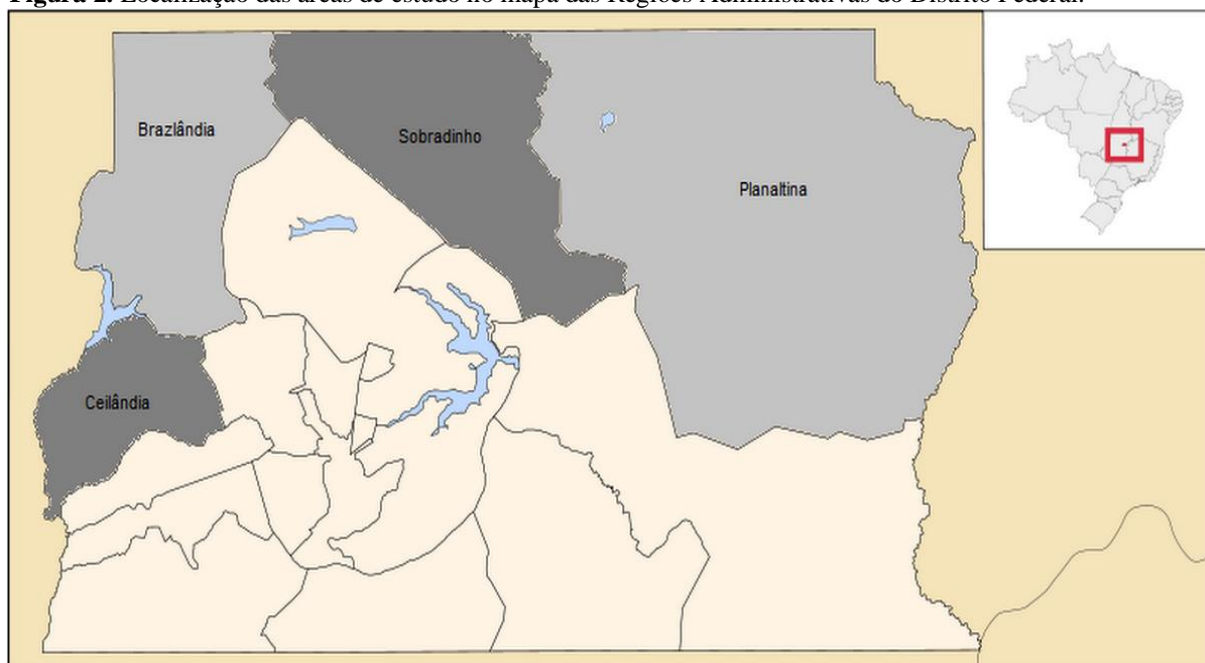 Figura 2. Localização das áreas de estudo no mapa das Regiões Administrativas do Distrito Federal.
Brazlândia
Sobradinho
Planaltina
Ceilândia